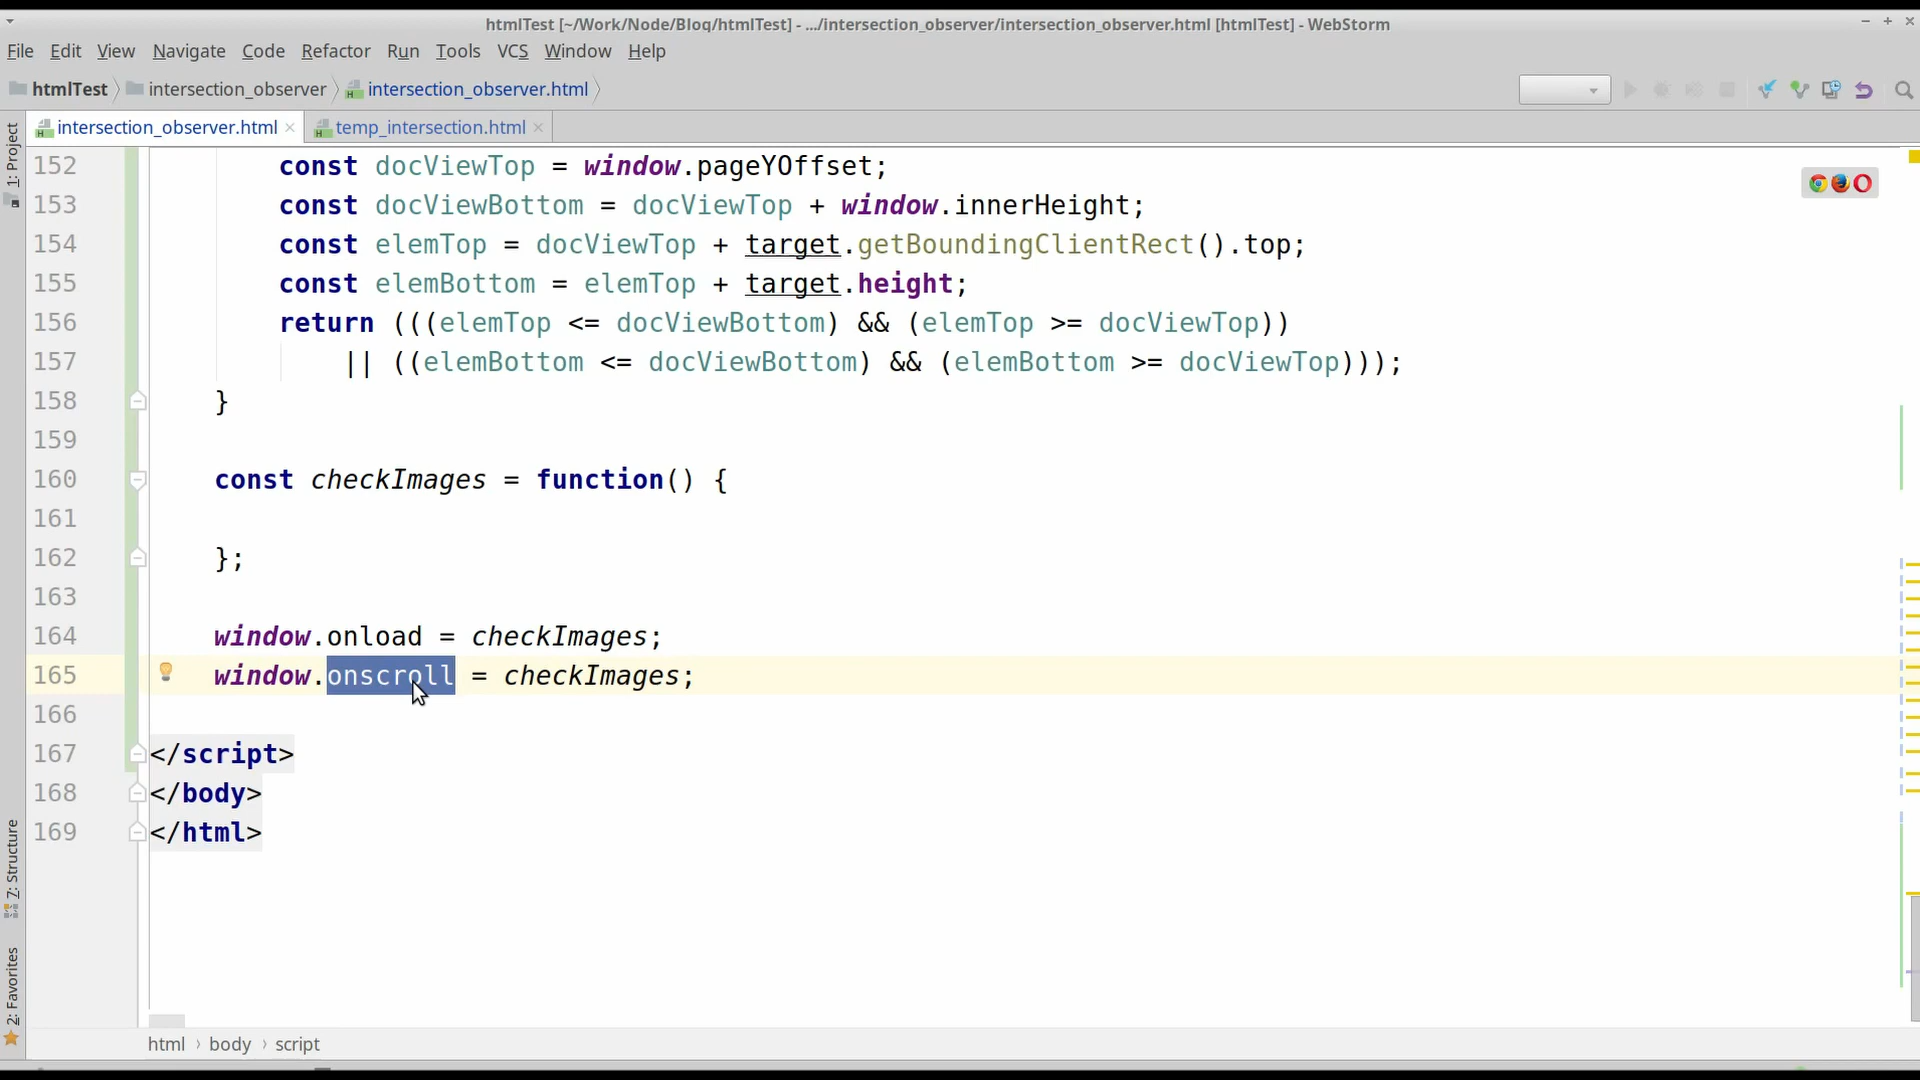 htmlTest [~/Work/Node/Blog/htmlTest] - .../intersection_observer/intersection_observer.html [htmlTest] - WebStorm
File Edit View Navigate Code Refactor Run Tools VCS Window Help
htmlTest intersection_observer intersection_observer.html
intersection_observer.html temp_intersection.html
1: Project
7: Structure
2: Favorites
152 const docViewTop = window.pageYOffset;
153 const docViewBottom = docViewTop + window.innerHeight;
154 const elemTop = docViewTop + target.getBoundingClientRect().top;
155 const elemBottom = elemTop + target.height;
156 return (((elemTop <= docViewBottom) && (elemTop >= docViewTop))
157 || ((elemBottom <= docViewBottom) && (elemBottom >= docViewTop)));
158 }
159
160 const checkImages = function() {
161
162 };
163
164 window.onload = checkImages;
165 window.onscroll = checkImages;
166
167 </script>
168 </body>
169 </html>
html › body › script